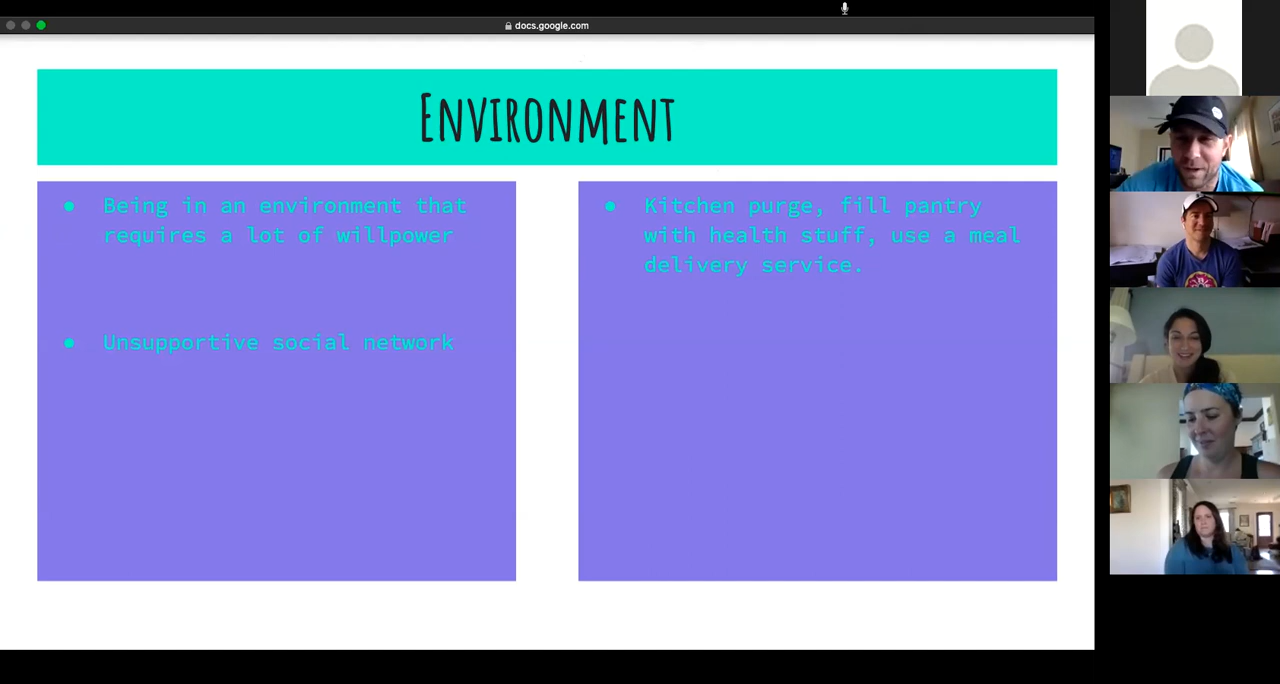 docs.google.com
Environment
● Being in an environment that
requires a lot of willpower
● Unsupportive social network
● Kitchen purge, fill pantry
with health stuff, use a meal
delivery service.